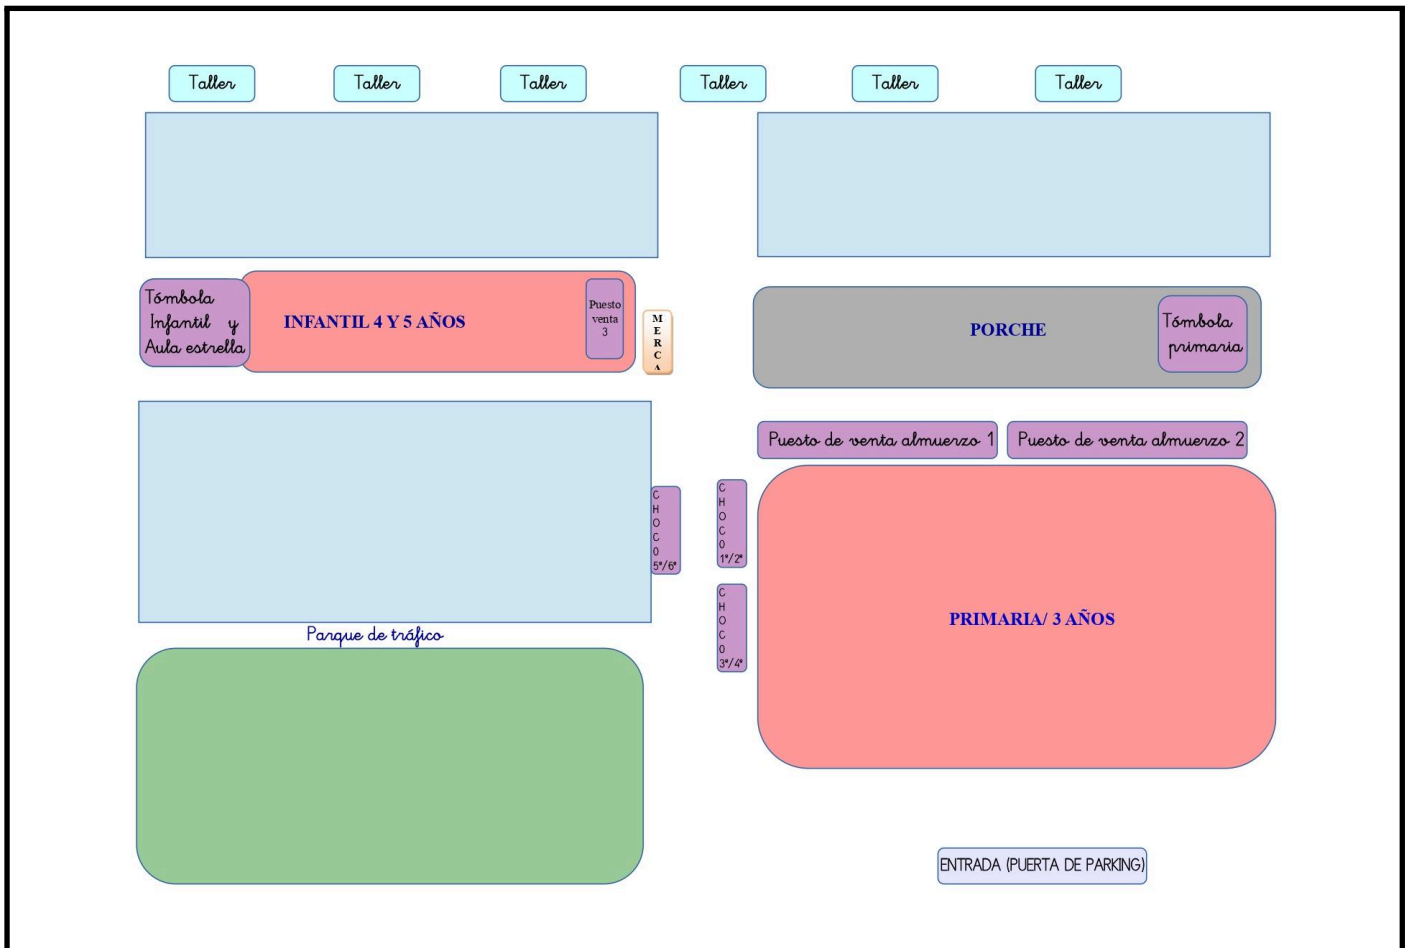 Taller
Taller
Taller
Taller
Taller
Taller
Tómbola
Infantil y
Aula estrella
INFANTIL 4 Y 5 AÑOS
Puesto
venta
3
M
E
R
C
A
PORCHE
Tómbola
primaria
Puesto de venta almuerzo 1
Puesto de venta almuerzo 2
C
H
O
C
O
5º/6º
C
H
O
C
O
1º/2º
C
H
O
C
O
3º/4º
PRIMARIA/ 3 AÑOS
Parque de tráfico
ENTRADA (PUERTA DE PARKING)